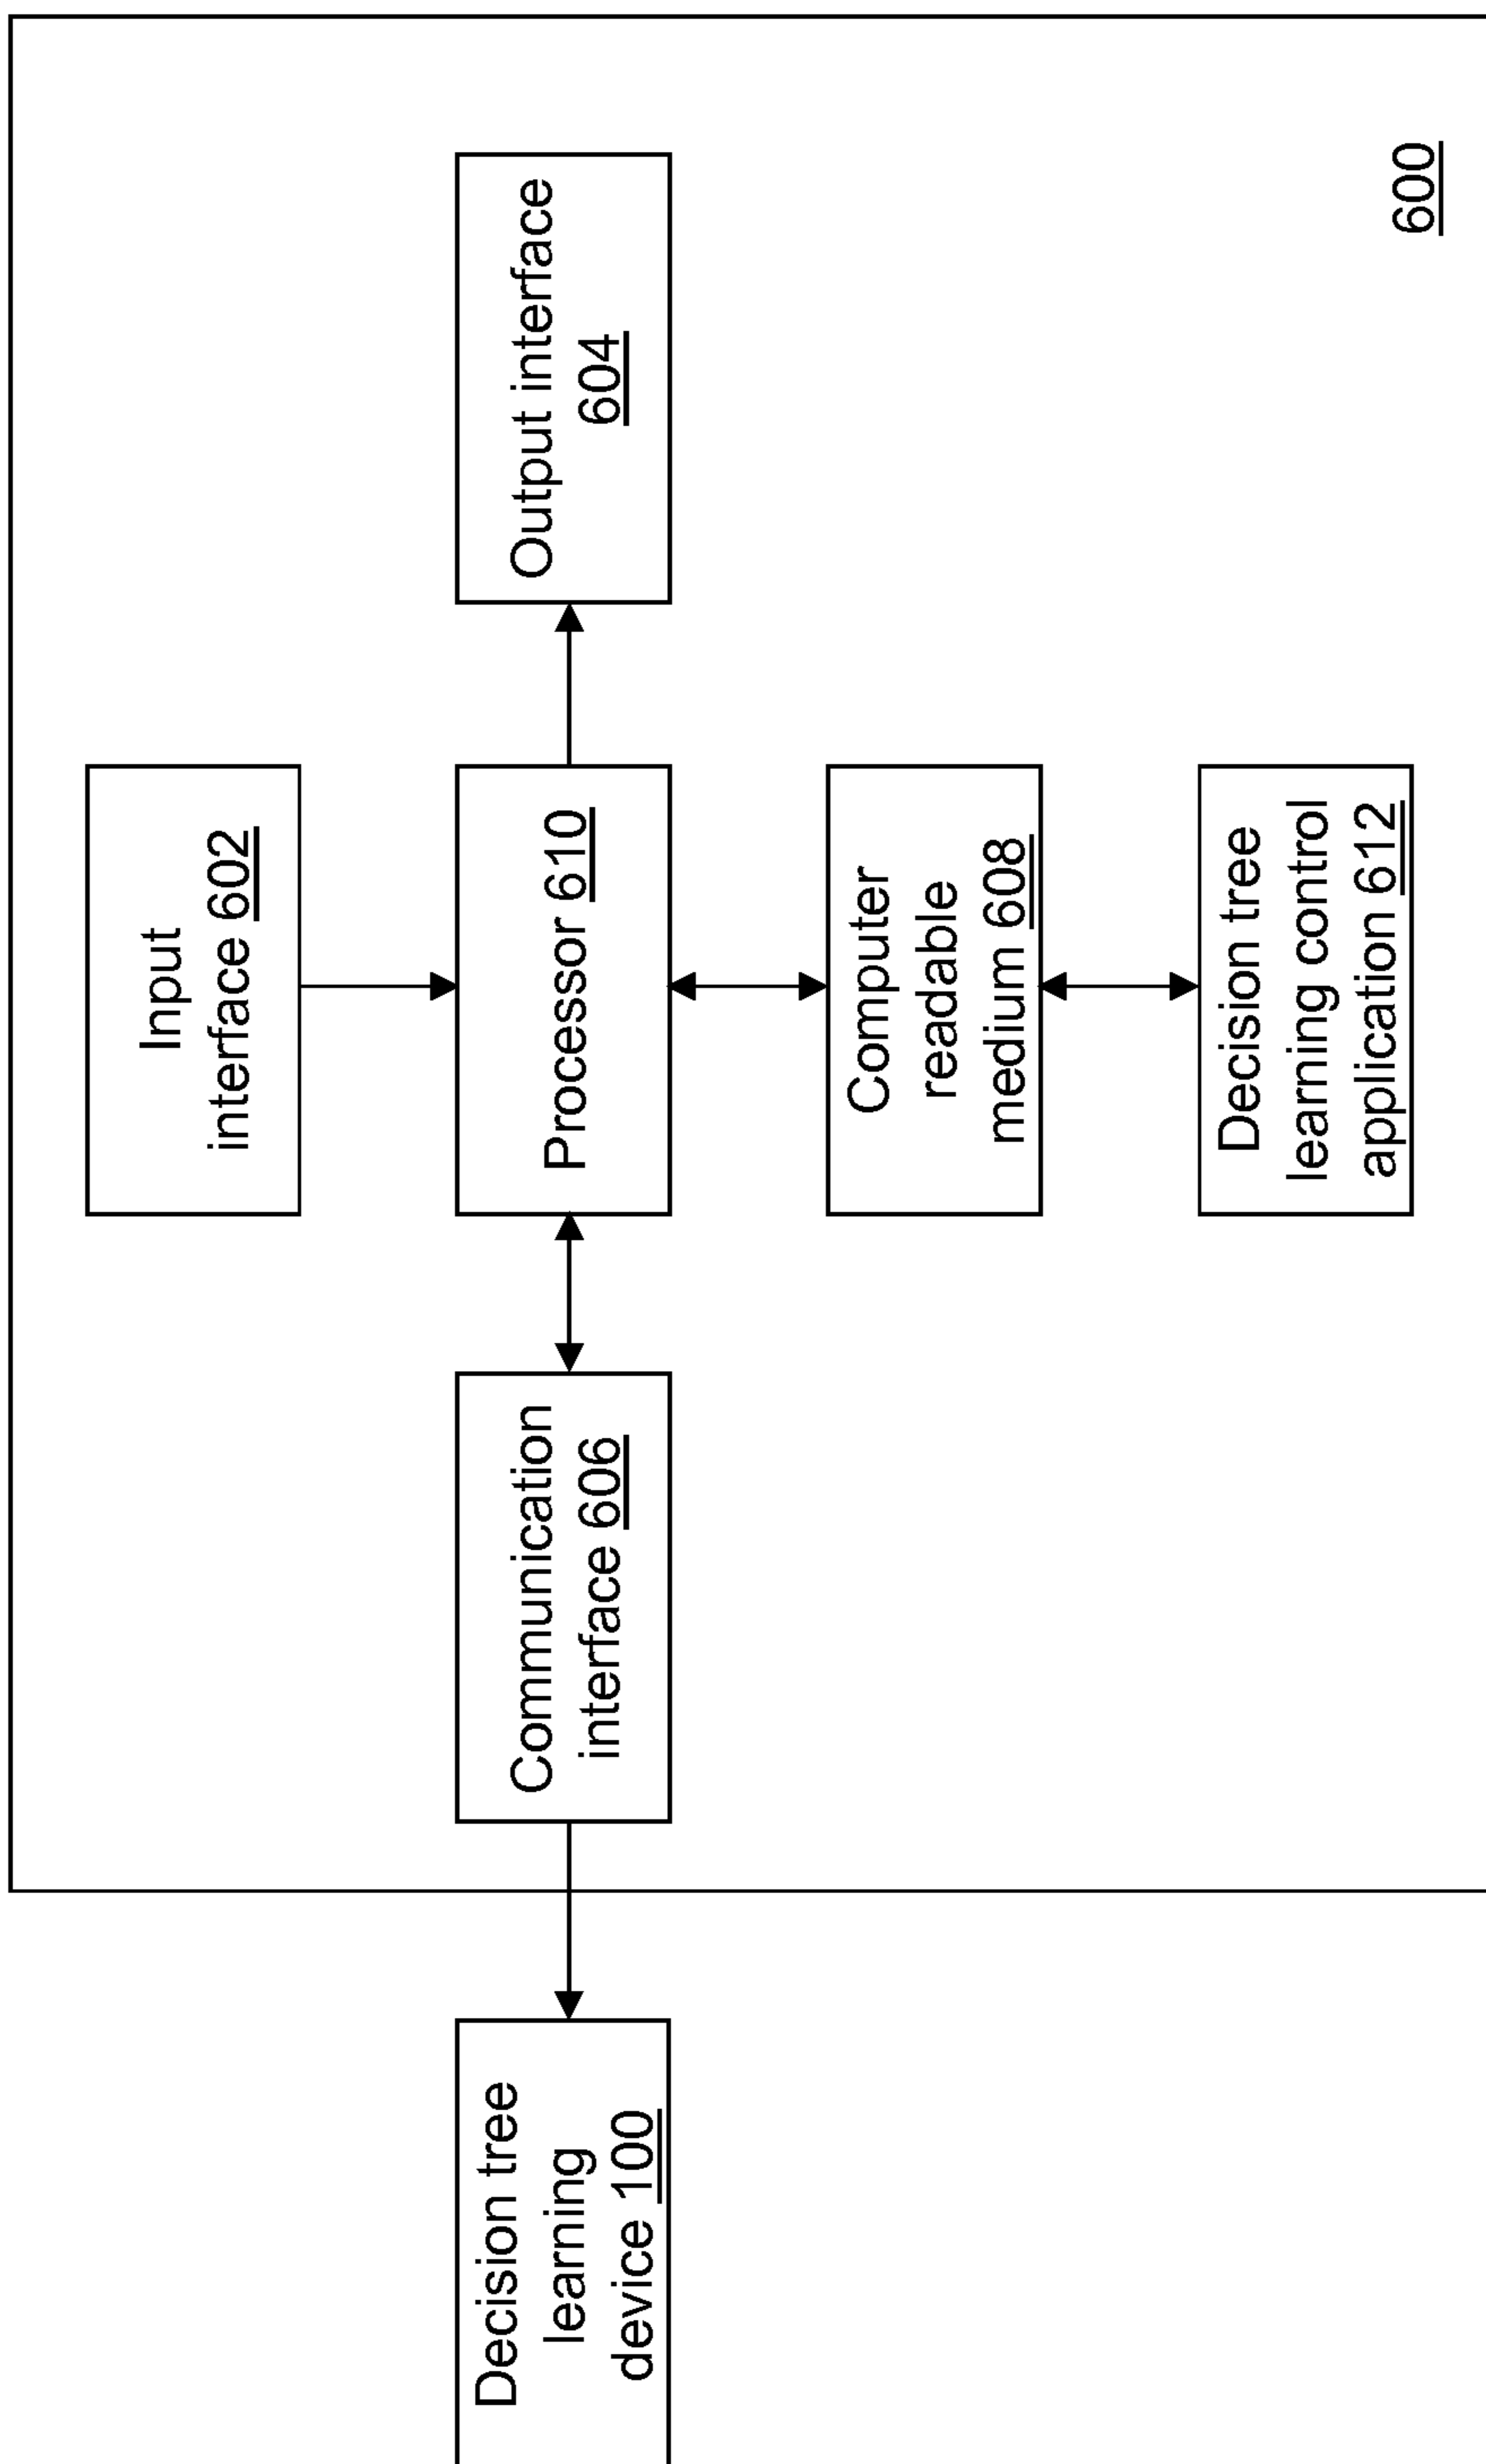 Input
interface 602
Decision tree
learning
device 100
Communication
interface 606
Processor 610
Output interface
604
Computer
readable
medium 608
Decision tree
learning control
application 612
600